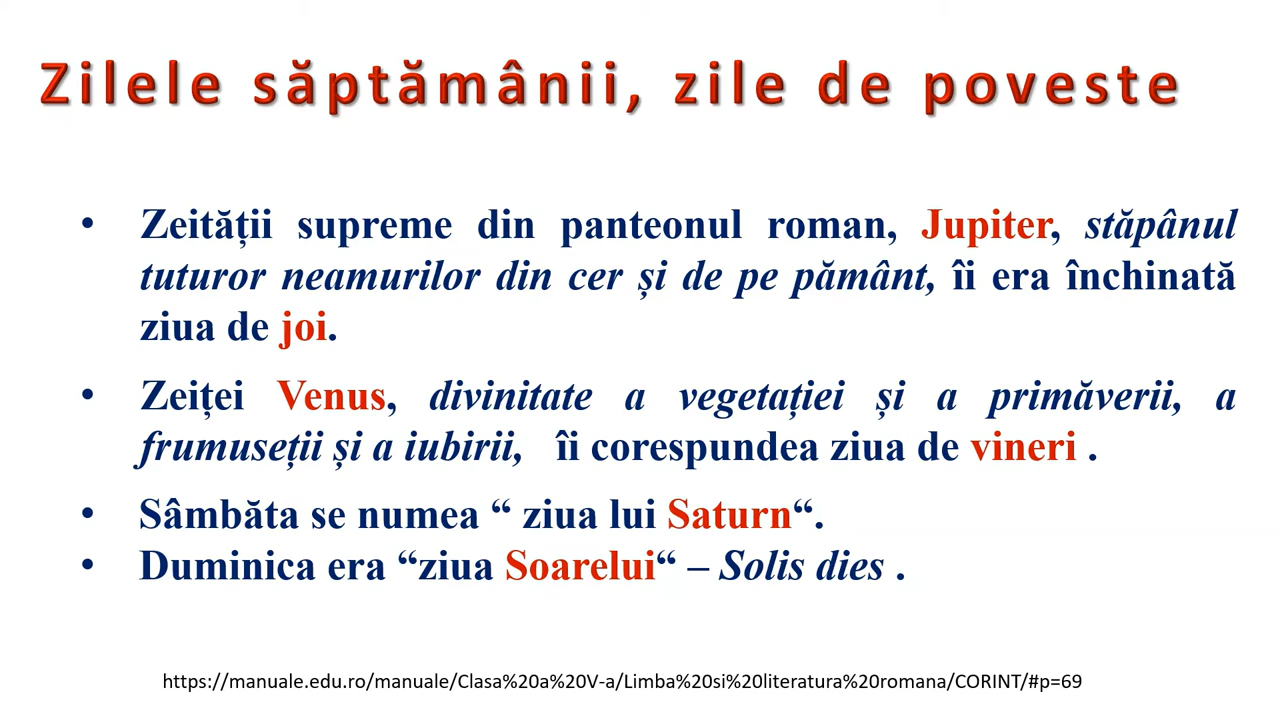 Zilele săptămânii, zile de poveste
• Zeității supreme din panteonul roman, Jupiter, stăpânul
tuturor neamurilor din cer și de pe pământ, îi era închinată
ziua de joi.
• Zeiței Venus, divinitate a vegetației și a primăverii, a
frumuseții și a iubirii, îi corespundea ziua de vineri .
• Sâmbăta se numea “ ziua lui Saturn“.
• Duminica era “ziua Soarelui“ – Solis dies .
https://manuale.edu.ro/manuale/Clasa%20a%20V-a/Limba%20si%20literatura%20romana/CORINT/#p=69